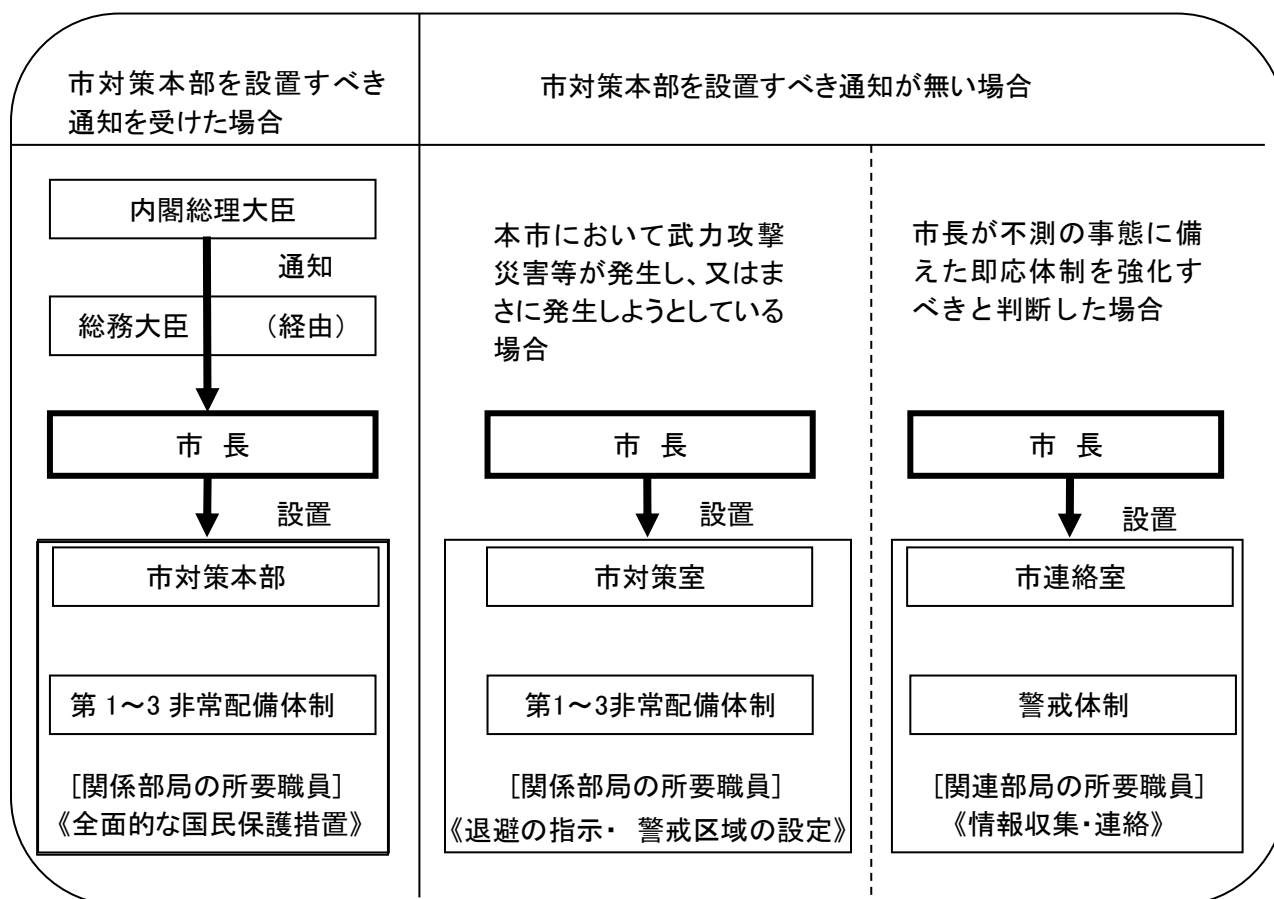 市対策本部を設置すべき
通知を受けた場合
市対策本部を設置すべき通知が無い場合
内閣総理大臣
通知
総務大臣 (経由)
市 長
設置
市対策本部
第 1～3 非常配備体制
[関係部局の所要職員]
《全面的な国民保護措置》
本市において武力攻撃
災害等が発生し、又はま
さに発生しようとしている
場合
市 長
設置
市対策室
第1～3非常配備体制
[関係部局の所要職員]
《退避の指示・ 警戒区域の設定》
市長が不測の事態に備
えた即応体制を強化す
べきと判断した場合
市 長
設置
市連絡室
警戒体制
[関連部局の所要職員]
《情報収集・連絡》